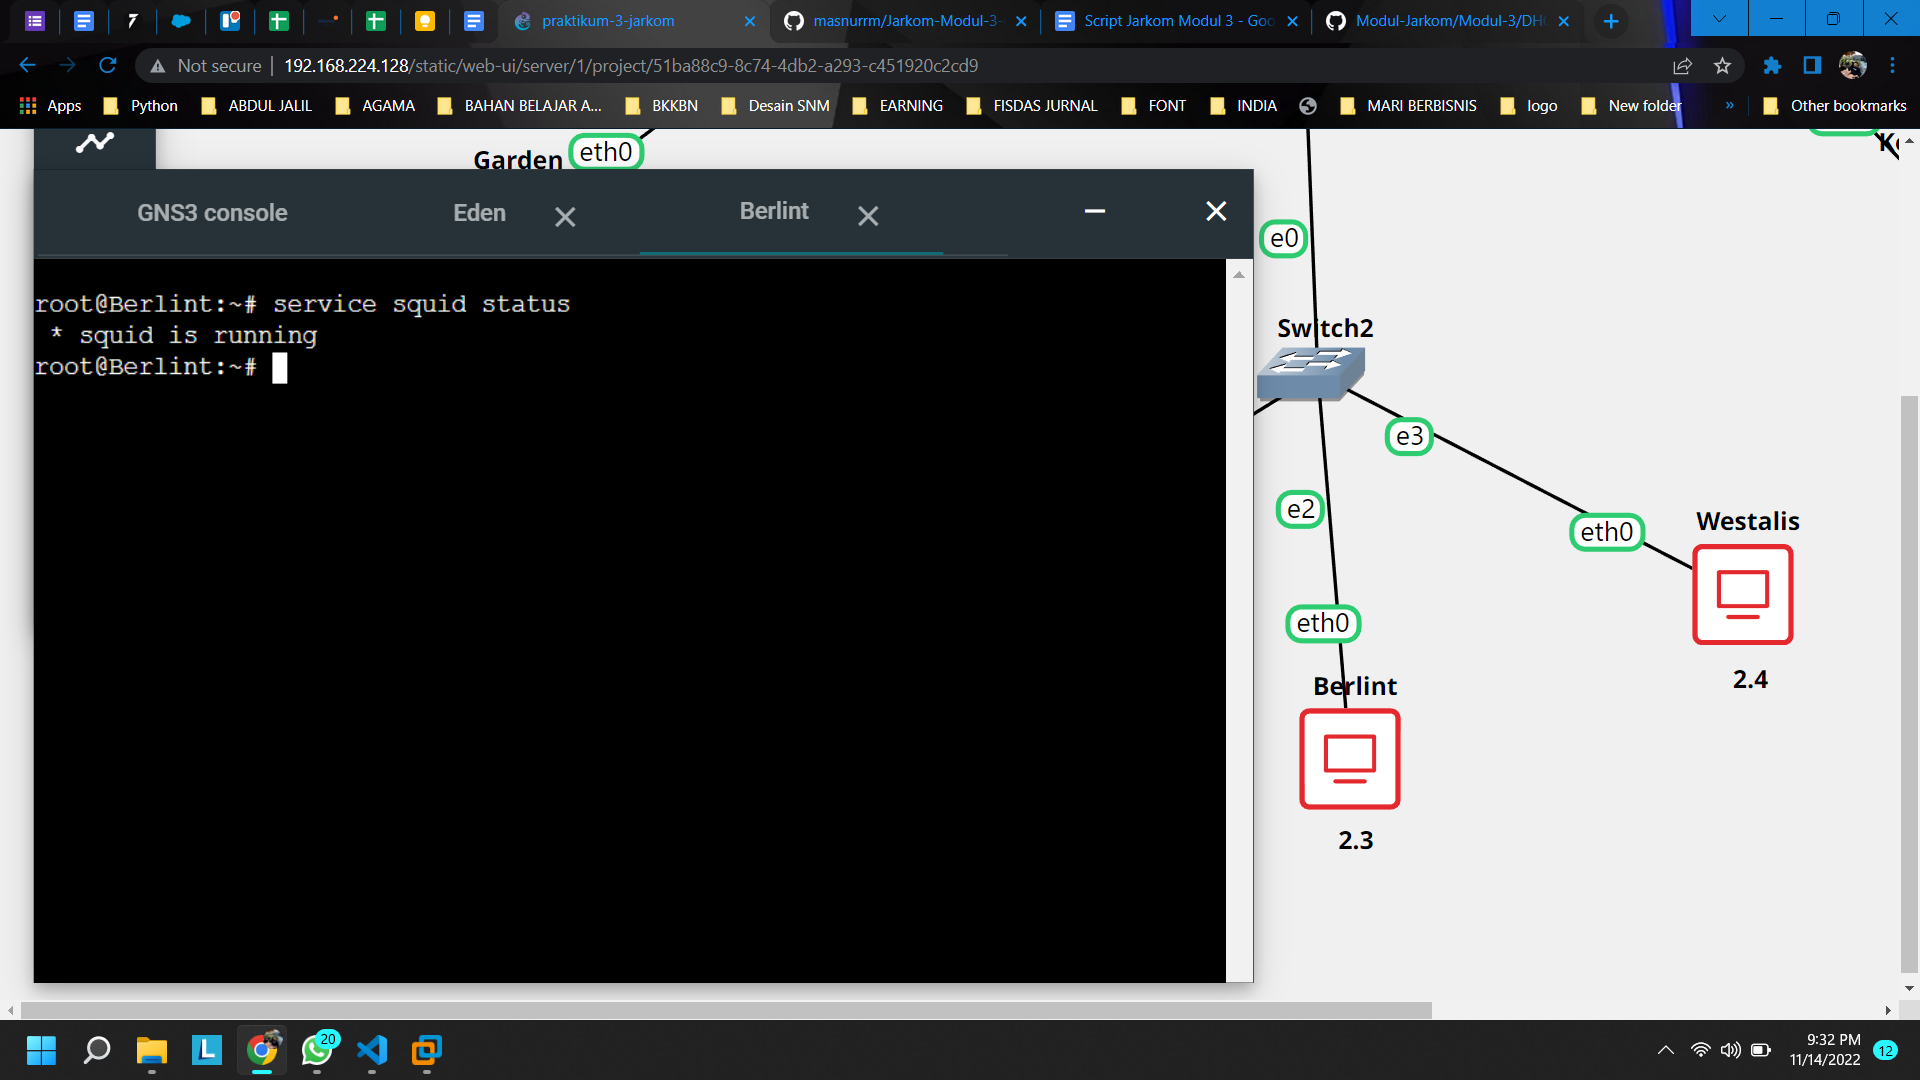 praktikum-3-jarkom
masnurrm/Jarkom-Modul-3-
Script Jarkom Modul 3 - Goo
Modul-Jarkom/Modul-3/DH
Not secure
192.168.224.128/static/web-ui/server/1/project/51ba88c9-8c74-4db2-a293-c451920c2cd9
Apps
Python
ABDUL JALIL
AGAMA
BAHAN BELAJAR A...
BKKBN
Desain SNM
EARNING
FISDAS JURNAL
FONT
INDIA
MARI BERBISNIS
logo
New folder
»
Other bookmarks
Garden
eth0
GNS3 console
Eden
Berlint
root@Berlint:~# service squid status
* squid is running
root@Berlint:~#
e0
Switch2
e3
e2
eth0
Westalis
eth0
2.4
Berlint
2.3
L
20
9:32 PM
11/14/2022
12